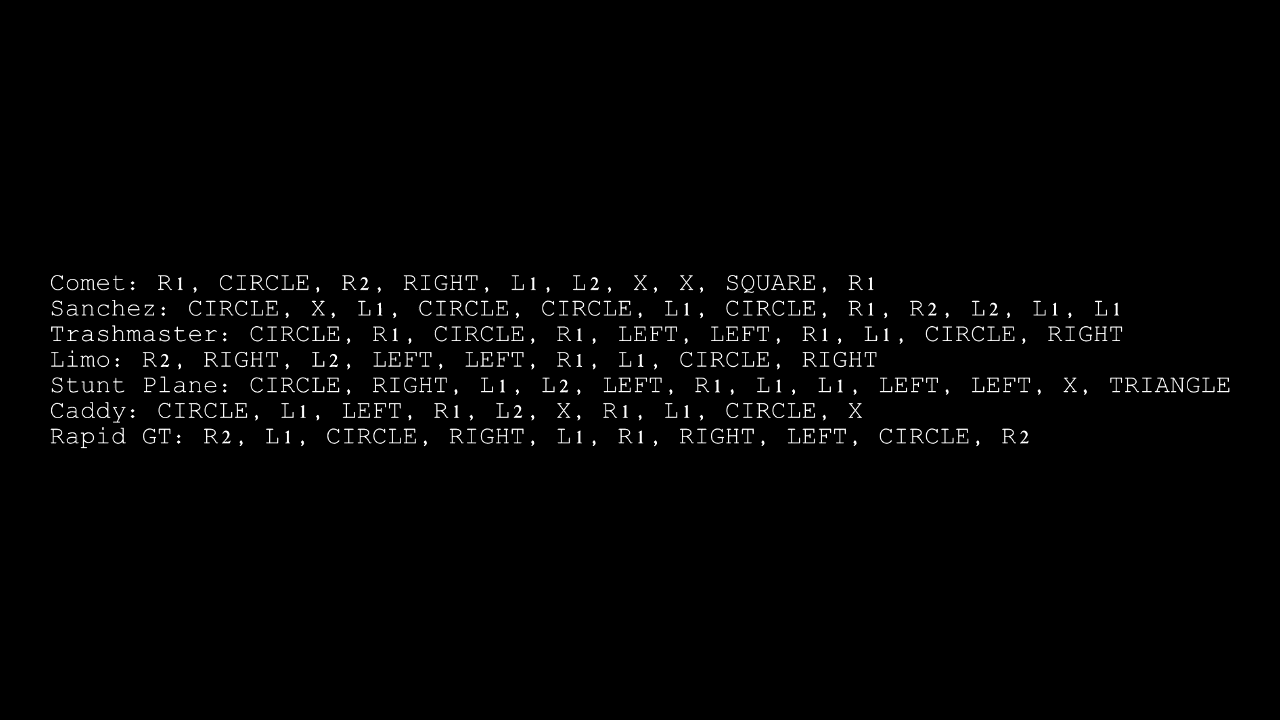 Comet: R1, CIRCLE, R2, RIGHT, L1, L2, X, X, SQUARE, R1
Sanchez: CIRCLE, X, L1, CIRCLE, CIRCLE, L1, CIRCLE, R1, R2, L2, L1, L1
Trashmaster: CIRCLE, R1, CIRCLE, R1, LEFT, LEFT, R1, L1, CIRCLE, RIGHT
Limo: R2, RIGHT, L2, LEFT, LEFT, R1, L1, CIRCLE, RIGHT
Stunt Plane: CIRCLE, RIGHT, L1, L2, LEFT, R1, L1, L1, LEFT, LEFT, X, TRIANGLE
Caddy: CIRCLE, L1, LEFT, R1, L2, X, R1, L1, CIRCLE, X
Rapid GT: R2, L1, CIRCLE, RIGHT, L1, R1, RIGHT, LEFT, CIRCLE, R2